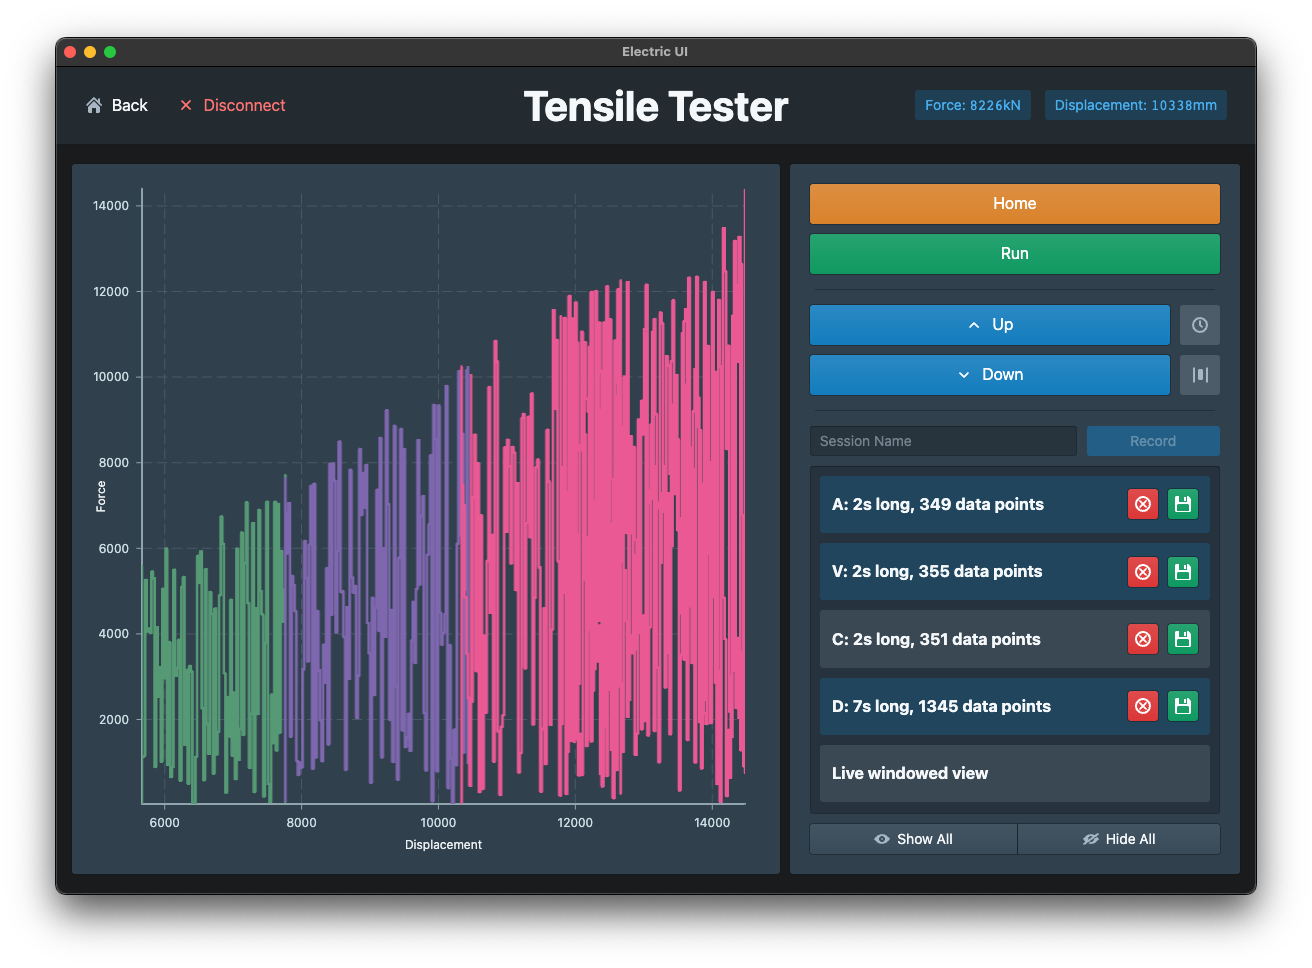 Electric UI
Back
Disconnect
Tensile Tester
Force: 8226kN
Displacement: 10338mm
14000
12000
10000
8000
6000
4000
2000
Force
6000
8000
10000
12000
14000
Displacement
Home
Run
Up
Down
Session Name
Record
A: 2s long, 349 data points
V: 2s long, 355 data points
C: 2s long, 351 data points
D: 7s long, 1345 data points
Live windowed view
Show All
Hide All